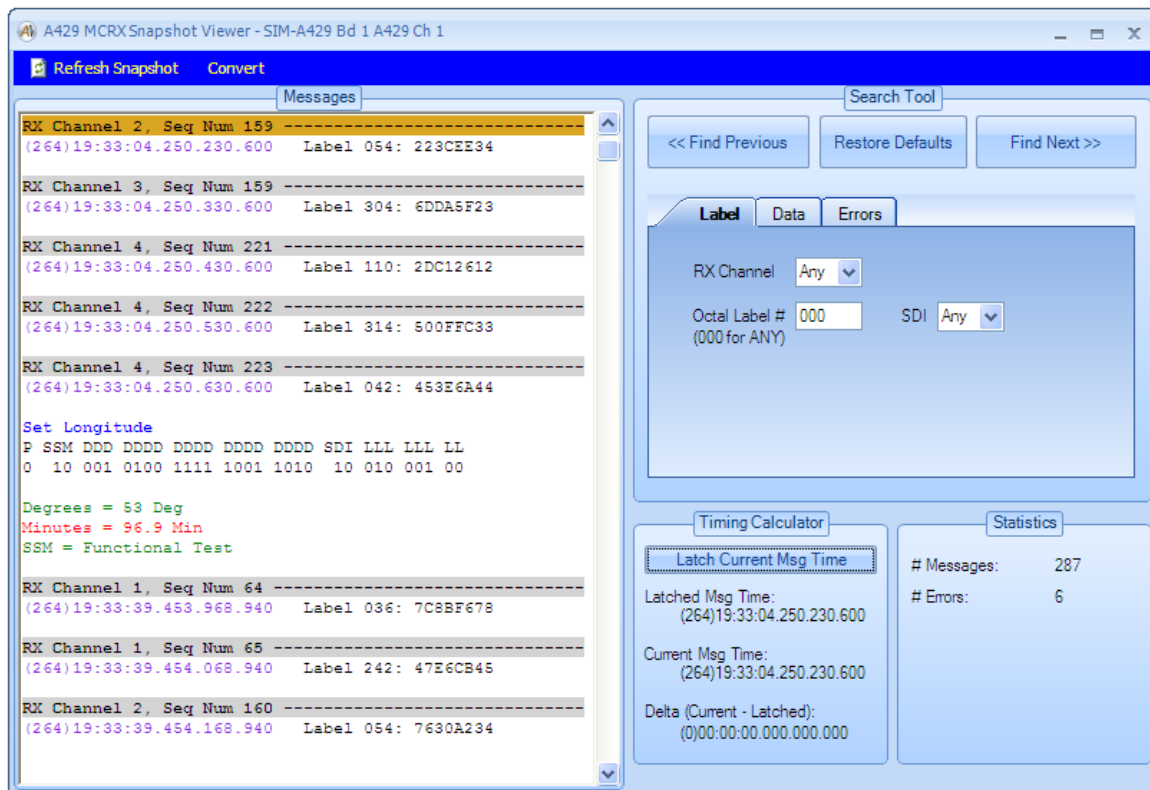 A429 MCRX Snapshot Viewer - SIM-A429 Bd 1 A429 Ch 1
Refresh Snapshot Convert
Messages
RX Channel 2, Seq Num 159 ------------------------------
(264)19:33:04.250.230.600 Label 054: 223CEE34
RX Channel 3, Seq Num 159 ------------------------------
(264)19:33:04.250.330.600 Label 304: 6DDA5F23
RX Channel 4, Seq Num 221 ------------------------------
(264)19:33:04.250.430.600 Label 110: 2DC12612
RX Channel 4, Seq Num 222 ------------------------------
(264)19:33:04.250.530.600 Label 314: 500FFC33
RX Channel 4, Seq Num 223 ------------------------------
(264)19:33:04.250.630.600 Label 042: 453E6A44
Set Longitude
P SSM DDD DDDD DDDD DDDD DDDD SDI LLL LLL LL
0 10 001 0100 1111 1001 1010 10 010 001 00
Degrees = 53 Deg
Minutes = 96.9 Min
SSM = Functional Test
RX Channel 1, Seq Num 64 -------------------------------
(264)19:33:39.453.968.940 Label 036: 7C8BF678
RX Channel 1, Seq Num 65 -------------------------------
(264)19:33:39.454.068.940 Label 242: 47E6CB45
RX Channel 2, Seq Num 160 ------------------------------
(264)19:33:39.454.168.940 Label 054: 7630A234
Search Tool
<< Find Previous Restore Defaults Find Next >>
Label Data Errors
RX Channel Any
Octal Label # 000 SDI Any
(000 for ANY)
Timing Calculator
Latch Current Msg Time
Latched Msg Time:
(264)19:33:04.250.230.600
Current Msg Time:
(264)19:33:04.250.230.600
Delta (Current - Latched):
(0)00:00:00.000.000.000
Statistics
# Messages: 287
# Errors: 6